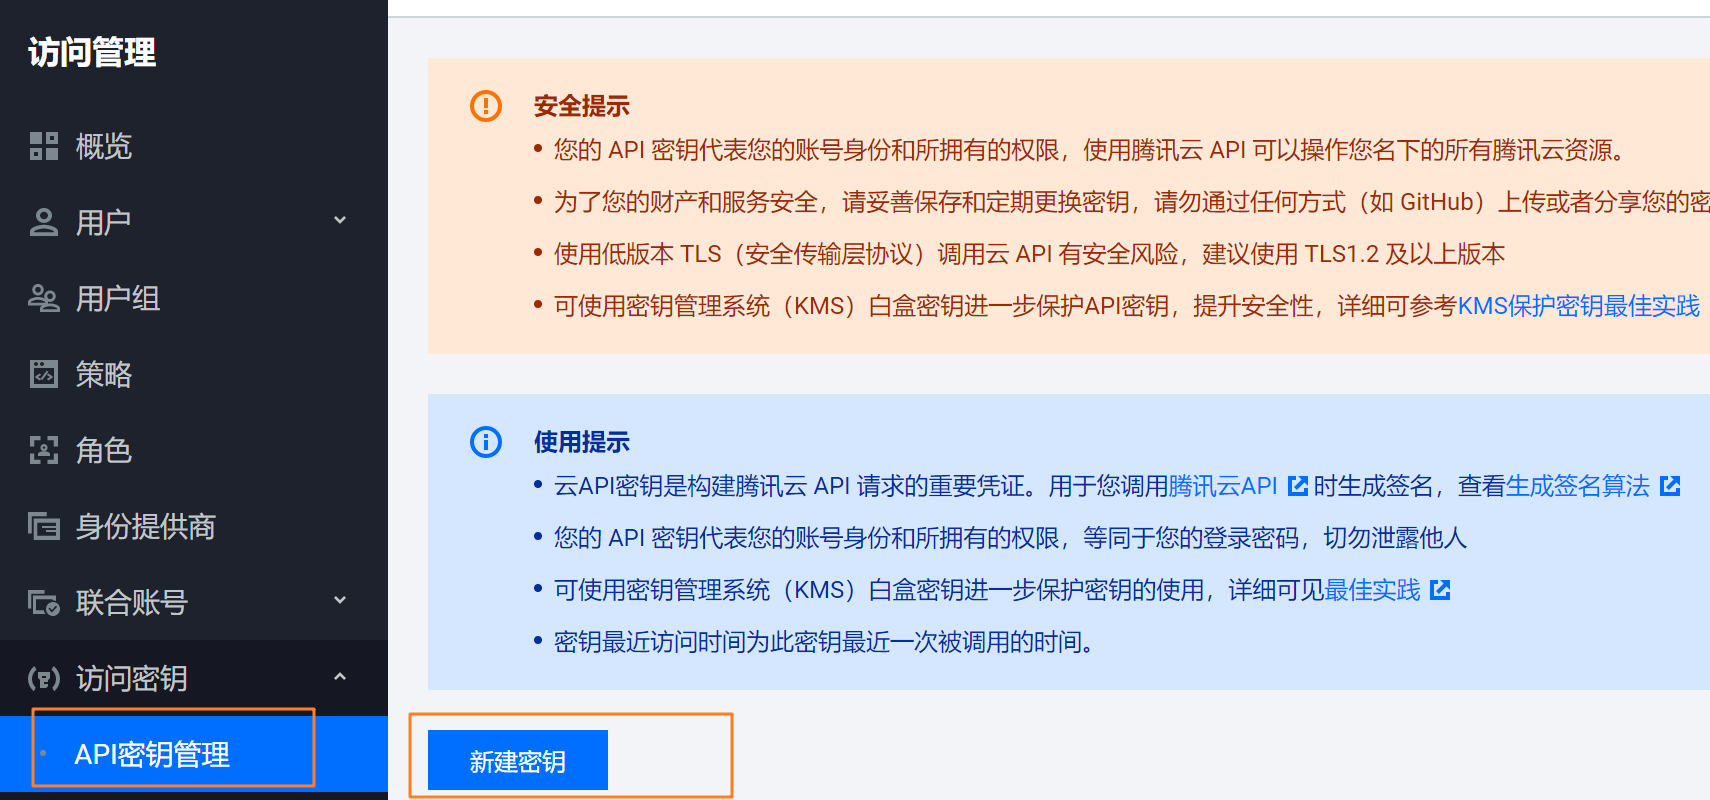 访问管理
概览
用户
用户组
策略
角色
身份提供商
联合账号
访问密钥
API密钥管理
安全提示
您的 API 密钥代表您的账号身份和所拥有的权限，使用腾讯云 API 可以操作您名下的所有腾讯云资源。
为了您的财产和服务安全，请妥善保存和定期更换密钥，请勿通过任何方式（如 GitHub）上传或者分享您的密
使用低版本 TLS（安全传输层协议）调用云 API 有安全风险，建议使用 TLS1.2 及以上版本
可使用密钥管理系统（KMS）白盒密钥进一步保护API密钥，提升安全性，详细可参考KMS保护密钥最佳实践
使用提示
云API密钥是构建腾讯云 API 请求的重要凭证。用于您调用腾讯云API 时生成签名，查看生成签名算法
您的 API 密钥代表您的账号身份和所拥有的权限，等同于您的登录密码，切勿泄露他人
可使用密钥管理系统（KMS）白盒密钥进一步保护密钥的使用，详细可见最佳实践
密钥最近访问时间为此密钥最近一次被调用的时间。
新建密钥